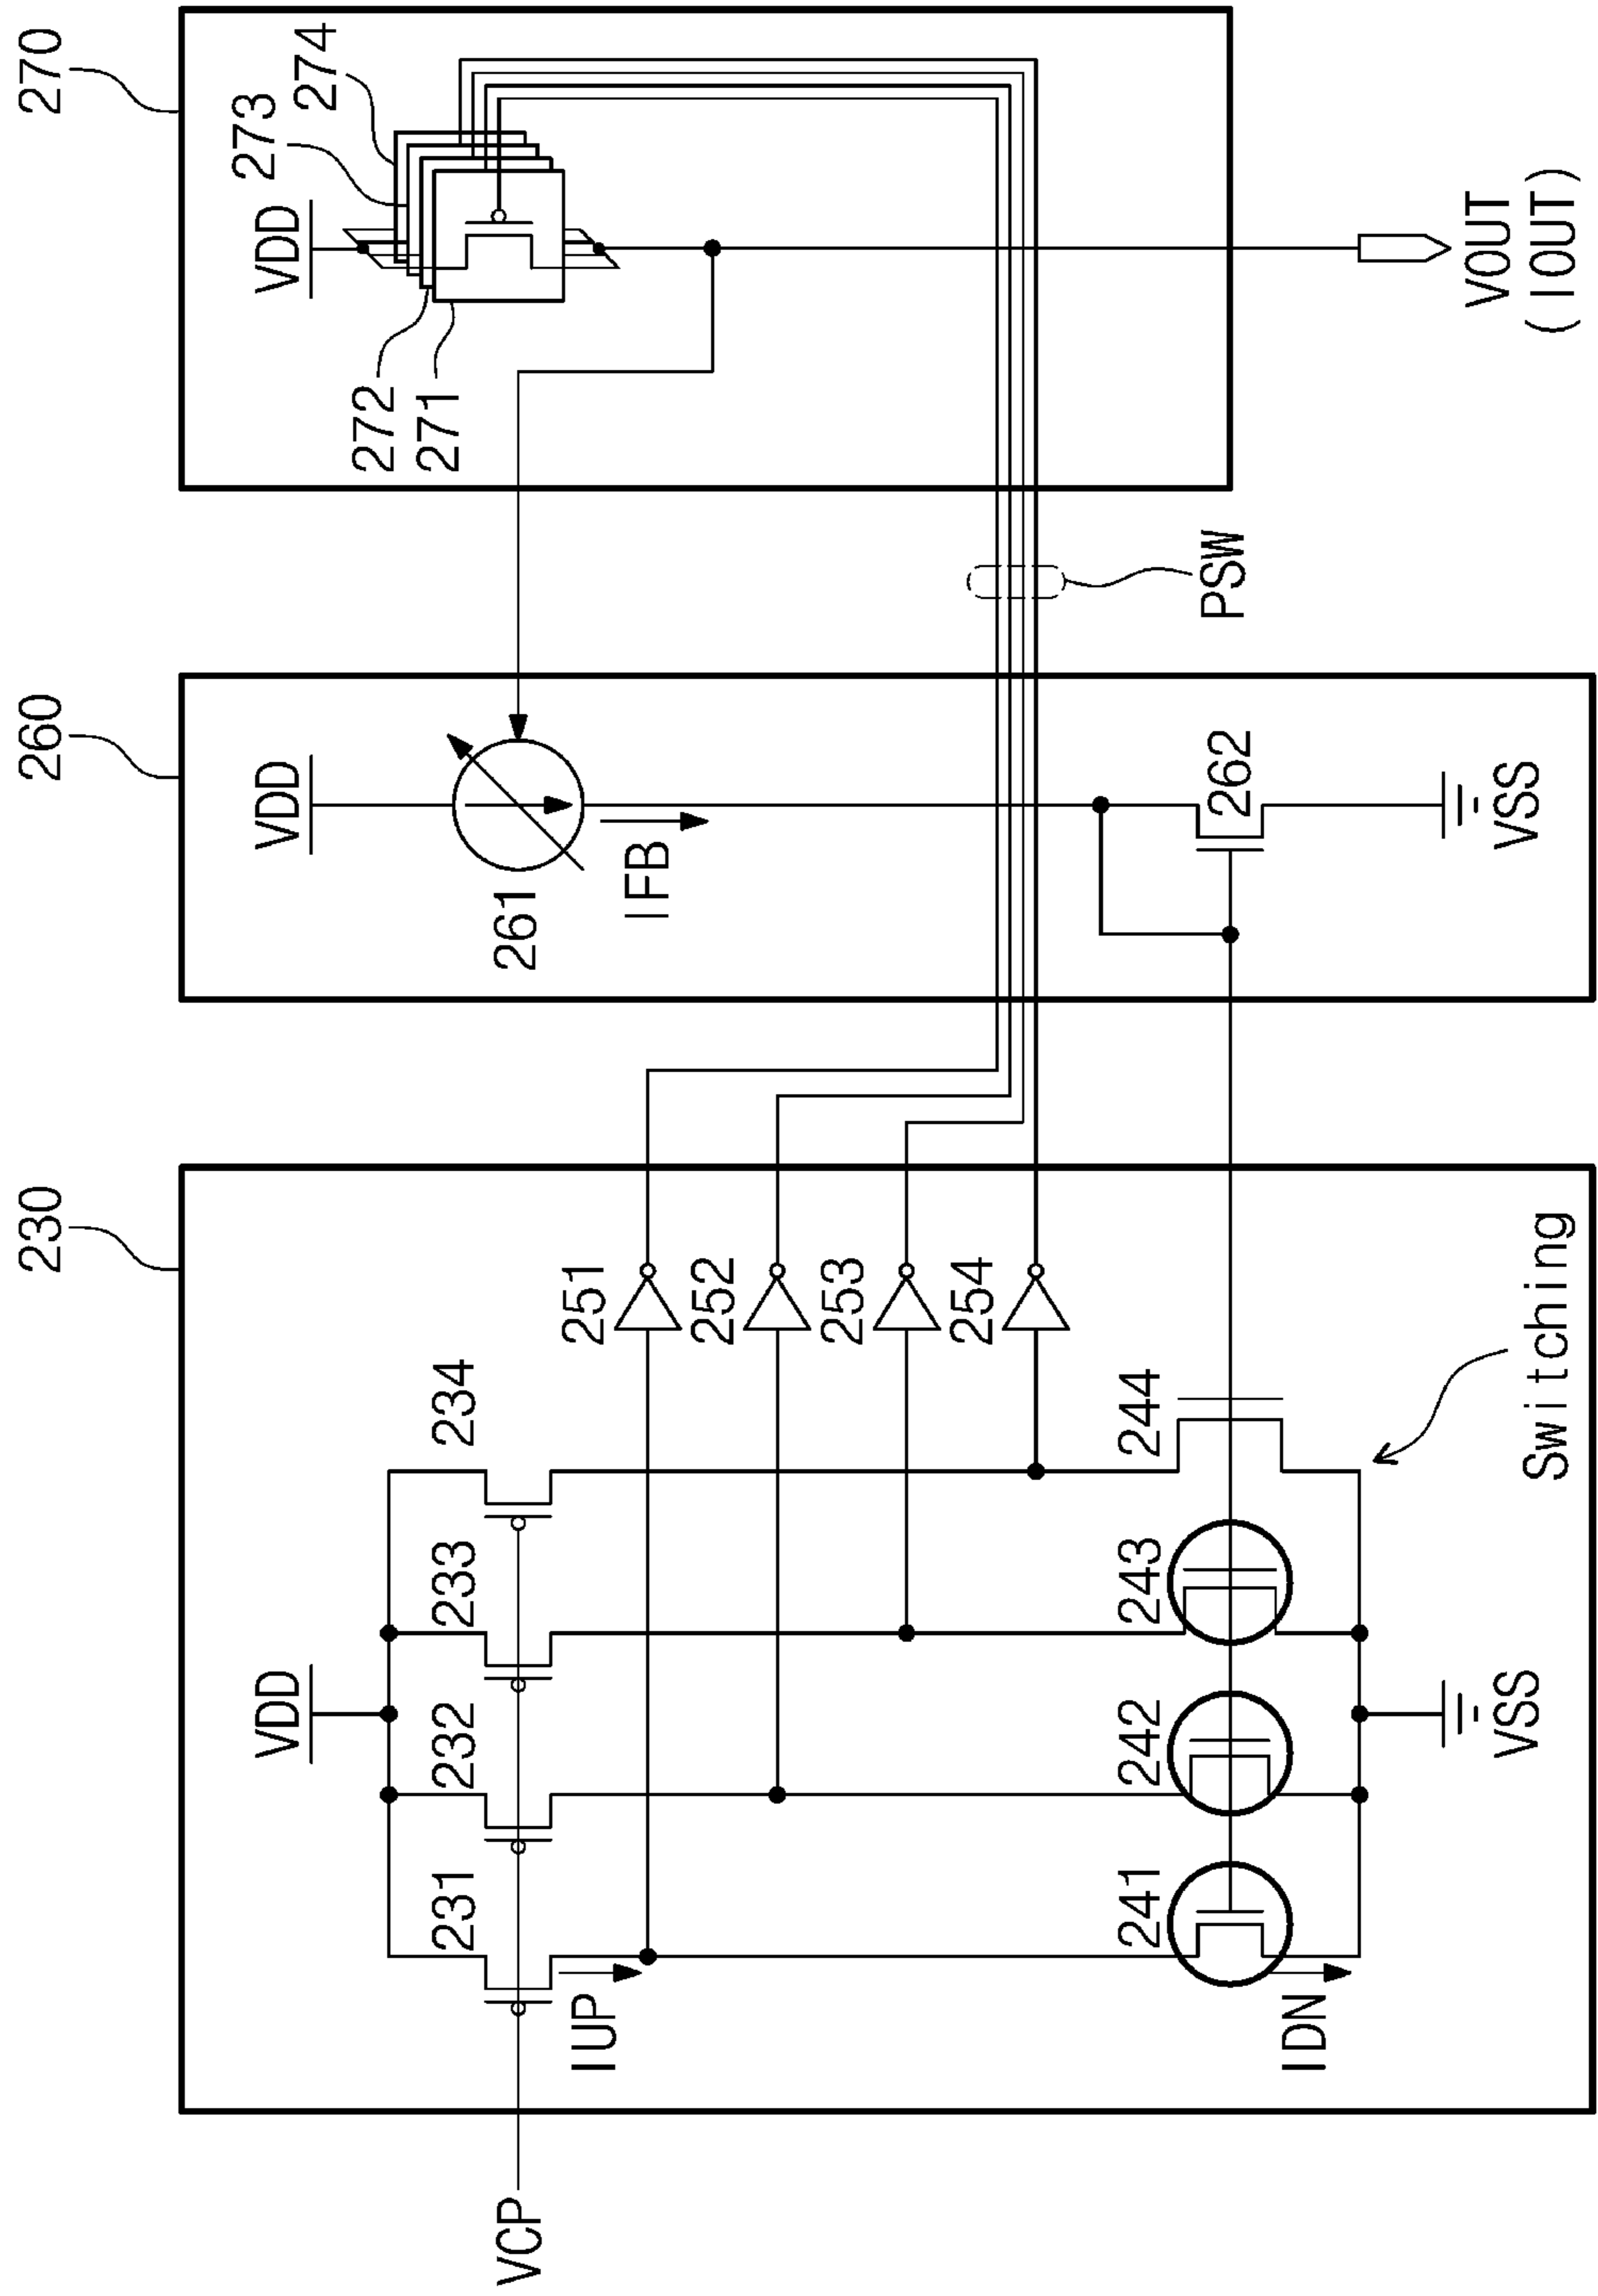 230
260
270
VDD
VDD
VDD
272
271
273
274
231
232
233
234
VCP
251
252
253
254
261
IUP
IFB
PSW
241
242
243
244
262
IDN
VSS
VSS
VOUT
(IOUT)
Switching